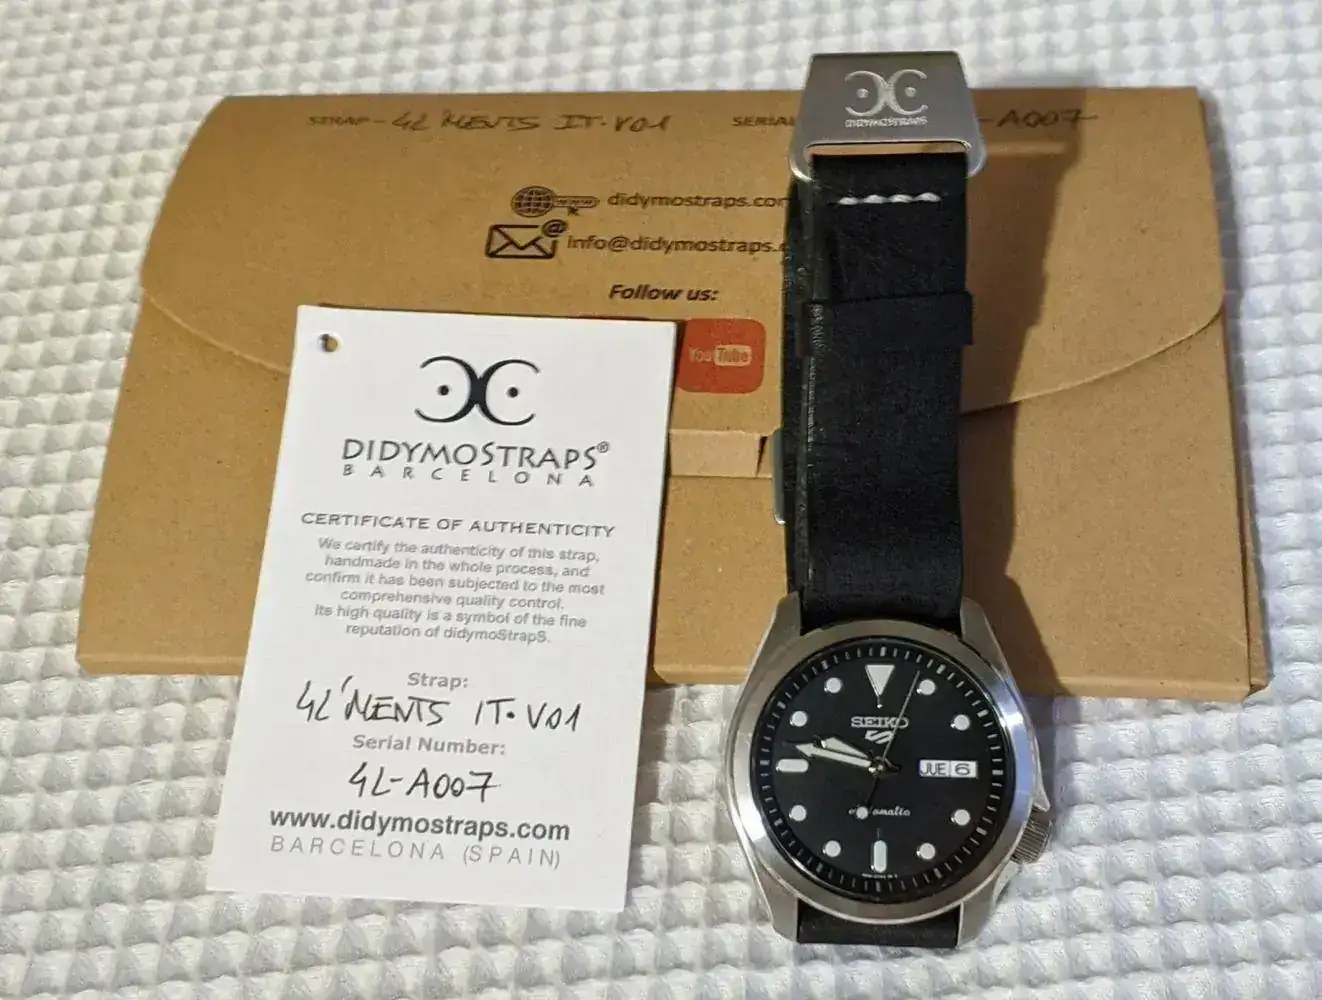 STRAP - 4L'MENTS IT·V01 SERIAL - A007
www didymostraps.com
@ info@didymostraps.
Follow us:
YouTube
DIDYMOSTRAPS
DIDYMOSTRAPS®
BARCELONA
CERTIFICATE OF AUTHENTICITY
We certify the authenticity of this strap,
handmade in the whole process, and
confirm it has been subjected to the most
comprehensive quality control.
Its high quality is a symbol of the fine
reputation of didymoStrapS.
Strap:
4L'MENTS IT·V01
Serial Number:
4L-A007
www.didymostraps.com
BARCELONA (SPAIN)
SEIKO
5
JUE 6
automatic